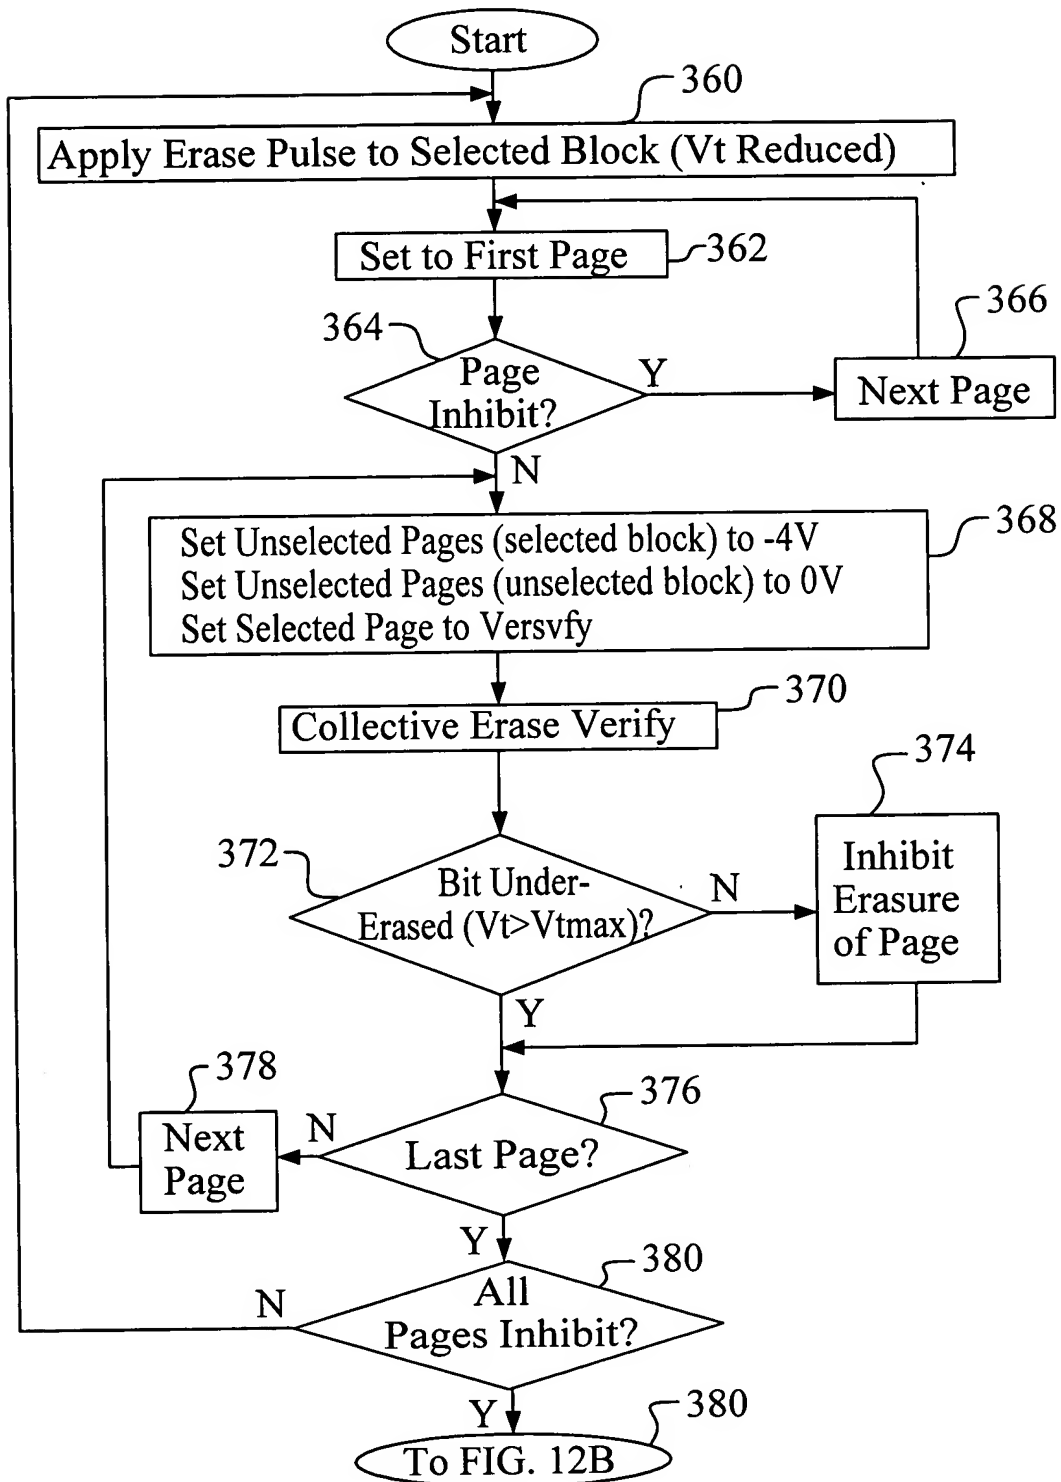 Start
360
Apply Erase Pulse to Selected Block (Vt Reduced)
Set to First Page
362
364
366
Page
Inhibit?
Y
Next Page
N
368
Set Unselected Pages (selected block) to -4V
Set Unselected Pages (unselected block) to 0V
Set Selected Page to Versvfy
370
Collective Erase Verify
374
372
Bit Under-
Erased (Vt>Vtmax)?
N
Inhibit
Erasure
of Page
Y
378
376
Next
Page
N
Last Page?
Y
380
N
All
Pages Inhibit?
Y
380
To FIG. 12B